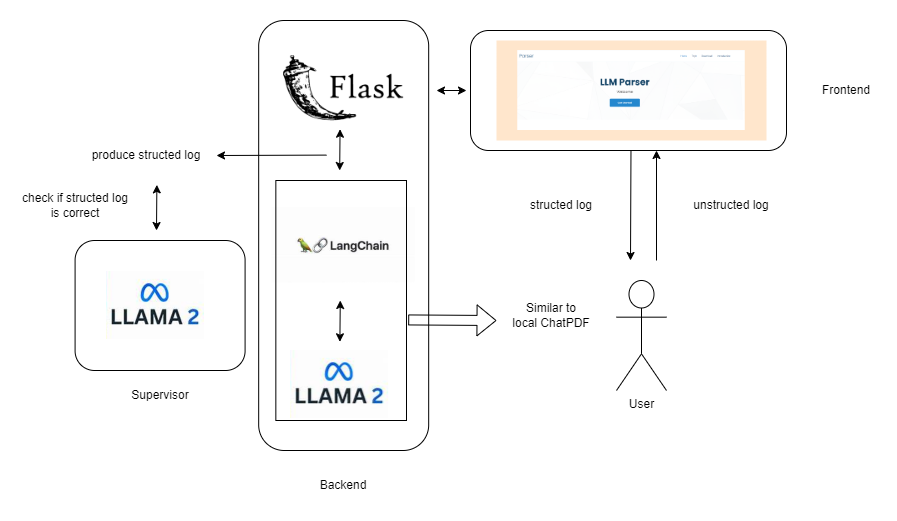 Flask
Parser
LLM Parser
Frontend
produce structed log
check if structed log
is correct
structed log
unstructed log
LangChain
LLAMA 2
Supervisor
Similar to
local ChatPDF
LLAMA 2
User
Backend